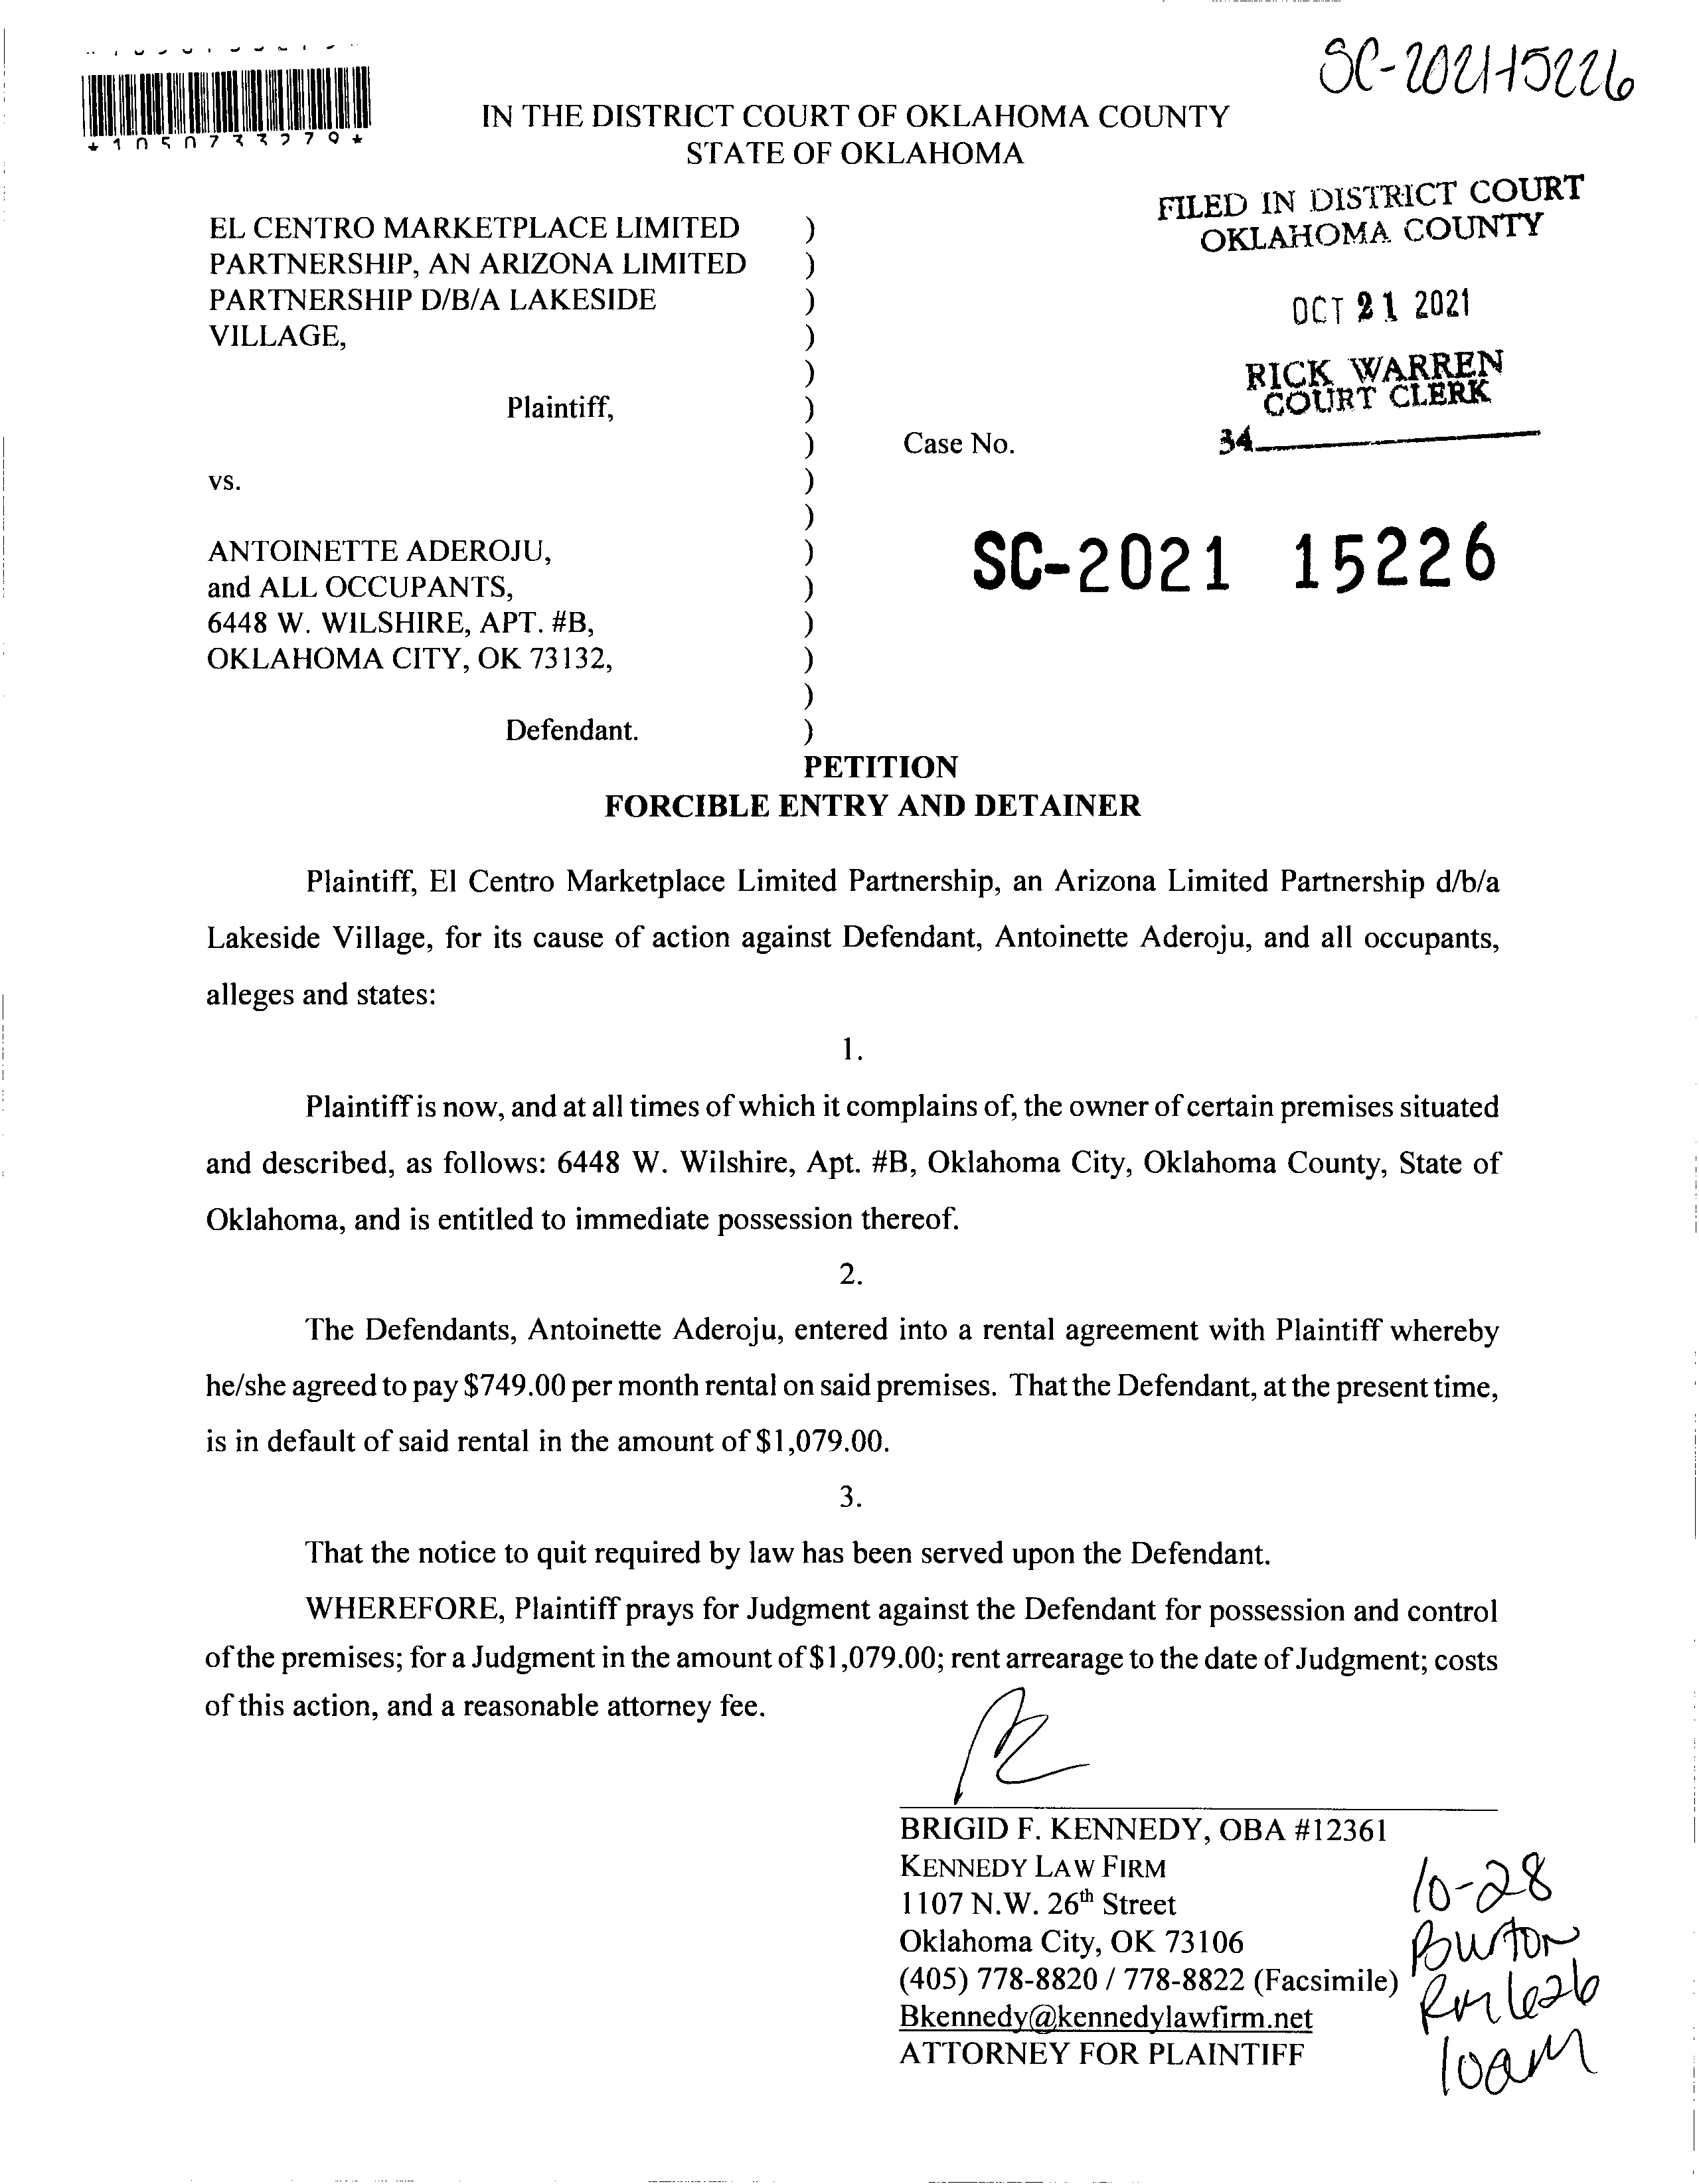 SC-2021-15226
*1050733279*
IN THE DISTRICT COURT OF OKLAHOMA COUNTY
STATE OF OKLAHOMA
FILED IN DISTRICT COURT
OKLAHOMA COUNTY
OCT 21 2021
RICK WARREN
COURT CLERK
34
EL CENTRO MARKETPLACE LIMITED )
PARTNERSHIP, AN ARIZONA LIMITED )
PARTNERSHIP D/B/A LAKESIDE )
VILLAGE, )
)
Plaintiff, )
) Case No.
vs. )
)
ANTOINETTE ADEROJU, )
and ALL OCCUPANTS, )
6448 W. WILSHIRE, APT. #B, )
OKLAHOMA CITY, OK 73132, )
)
Defendant. )
SC-2021 15226
PETITION
FORCIBLE ENTRY AND DETAINER
Plaintiff, El Centro Marketplace Limited Partnership, an Arizona Limited Partnership d/b/a
Lakeside Village, for its cause of action against Defendant, Antoinette Aderoju, and all occupants,
alleges and states:
1.
Plaintiff is now, and at all times of which it complains of, the owner of certain premises situated
and described, as follows: 6448 W. Wilshire, Apt. #B, Oklahoma City, Oklahoma County, State of
Oklahoma, and is entitled to immediate possession thereof.
2.
The Defendants, Antoinette Aderoju, entered into a rental agreement with Plaintiff whereby
he/she agreed to pay $749.00 per month rental on said premises. That the Defendant, at the present time,
is in default of said rental in the amount of $1,079.00.
3.
That the notice to quit required by law has been served upon the Defendant.
WHEREFORE, Plaintiff prays for Judgment against the Defendant for possession and control
of the premises; for a Judgment in the amount of $1,079.00; rent arrearage to the date of Judgment; costs
of this action, and a reasonable attorney fee.
BRIGID F. KENNEDY, OBA #12361
KENNEDY LAW FIRM
1107 N.W. 26th Street
Oklahoma City, OK 73106
(405) 778-8820 / 778-8822 (Facsimile)
Bkennedy@kennedylawfirm.net
ATTORNEY FOR PLAINTIFF
10-28
Burton
Rm 626
10am